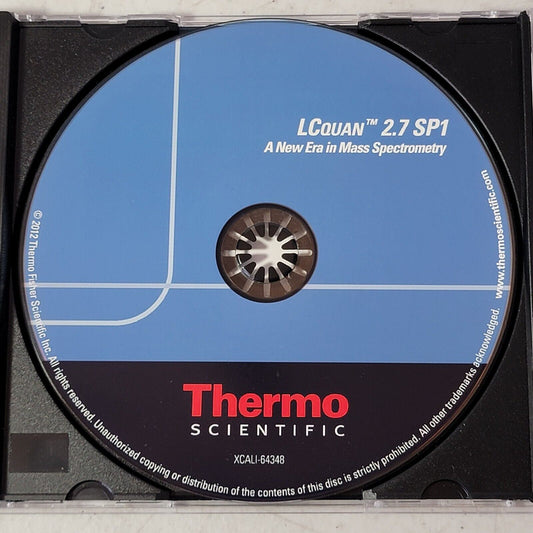 LCQUAN™ 2.7 SP1
A New Era in Mass Spectrometry
www.thermoscientific.com
Thermo
SCIENTIFIC
XCALI-64348
© 2012 Thermo Fisher Scientific Inc. All rights reserved. Unauthorized copying or distribution of the contents of this disc is strictly prohibited. All other trademarks acknowledged.